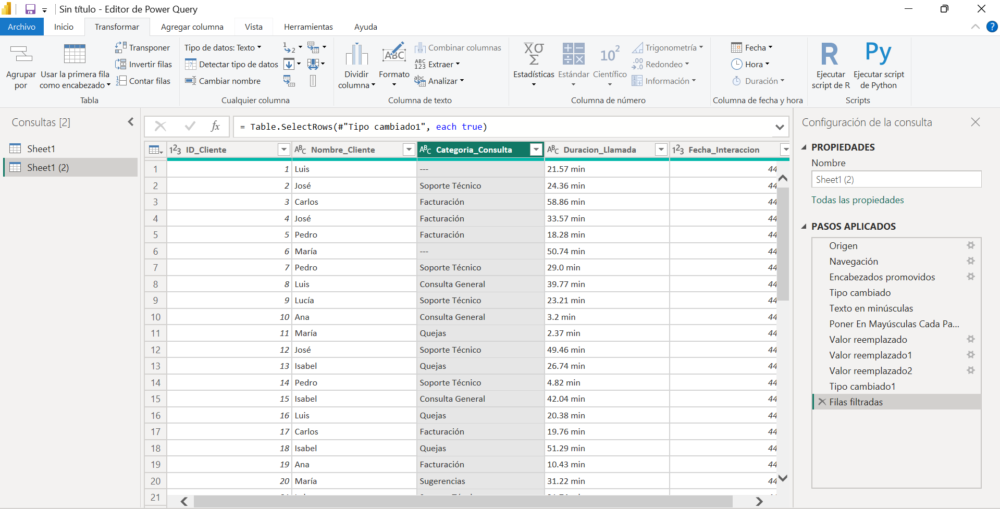 Sin título - Editor de Power Query
Archivo Inicio Transformar Agregar columna Vista Herramientas Ayuda
Agrupar por
Usar la primera fila como encabezado
Transponer
Invertir filas
Contar filas
Tabla
Tipo de datos: Texto
Detectar tipo de datos
Cambiar nombre
Cualquier columna
Dividir columna
Formato
Combinar columnas
Extraer
Analizar
Columna de texto
Estadísticas
Estándar
Científico
Trigonometría
Redondeo
Información
Columna de número
Fecha
Hora
Duración
Columna de fecha y hora
R
Ejecutar script de R
Py
Ejecutar script de Python
Scripts
Consultas [2]
Sheet1
Sheet1 (2)
= Table.SelectRows(#"Tipo cambiado1", each true)
ID_Cliente Nombre_Cliente Categoria_Consulta Duracion_Llamada Fecha_Interaccion
1 1 Luis --- 21.57 min 44
2 2 José Soporte Técnico 24.36 min 44
3 3 Carlos Facturación 58.86 min 44
4 4 José Facturación 33.57 min 44
5 5 Pedro Facturación 18.28 min 44
6 6 María --- 50.74 min 44
7 7 Pedro Soporte Técnico 29.0 min 44
8 8 Luis Consulta General 39.77 min 44
9 9 Lucía Soporte Técnico 23.21 min 44
10 10 Ana Consulta General 3.2 min 44
11 11 María Quejas 2.37 min 44
12 12 José Soporte Técnico 49.46 min 44
13 13 Isabel Quejas 26.74 min 44
14 14 Pedro Soporte Técnico 4.82 min 44
15 15 Isabel Consulta General 42.04 min 44
16 16 Luis Quejas 20.38 min 44
17 17 Carlos Facturación 19.76 min 44
18 18 Isabel Quejas 51.29 min 44
19 19 Ana Facturación 10.43 min 44
20 20 María Sugerencias 31.22 min 44
21
Configuración de la consulta
PROPIEDADES
Nombre
Sheet1 (2)
Todas las propiedades
PASOS APLICADOS
Origen
Navegación
Encabezados promovidos
Tipo cambiado
Texto en minúsculas
Poner En Mayúsculas Cada Pa...
Valor reemplazado
Valor reemplazado1
Valor reemplazado2
Tipo cambiado1
Filas filtradas